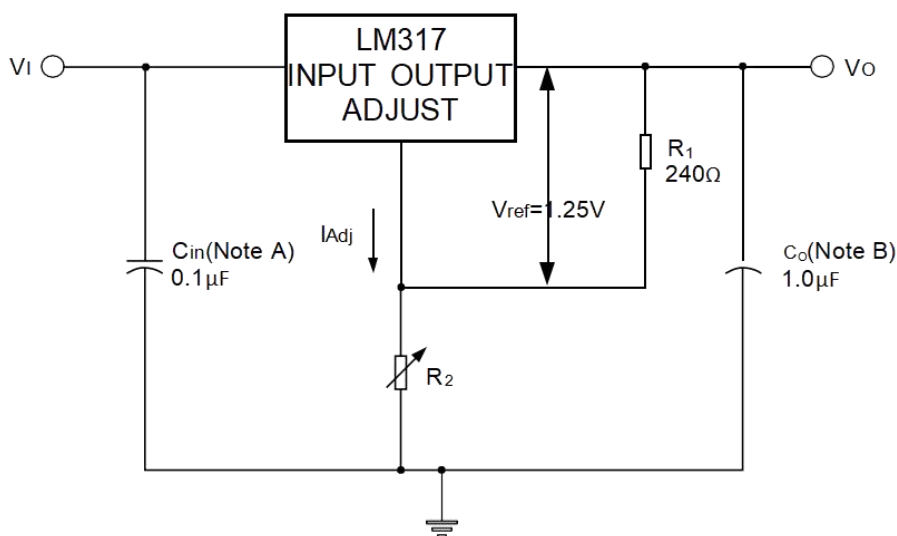 LM317
INPUT OUTPUT
ADJUST
VI
VO
R1
240Ω
Vref=1.25V
IAdj
Cin(Note A)
0.1µF
Co(Note B)
1.0µF
R2